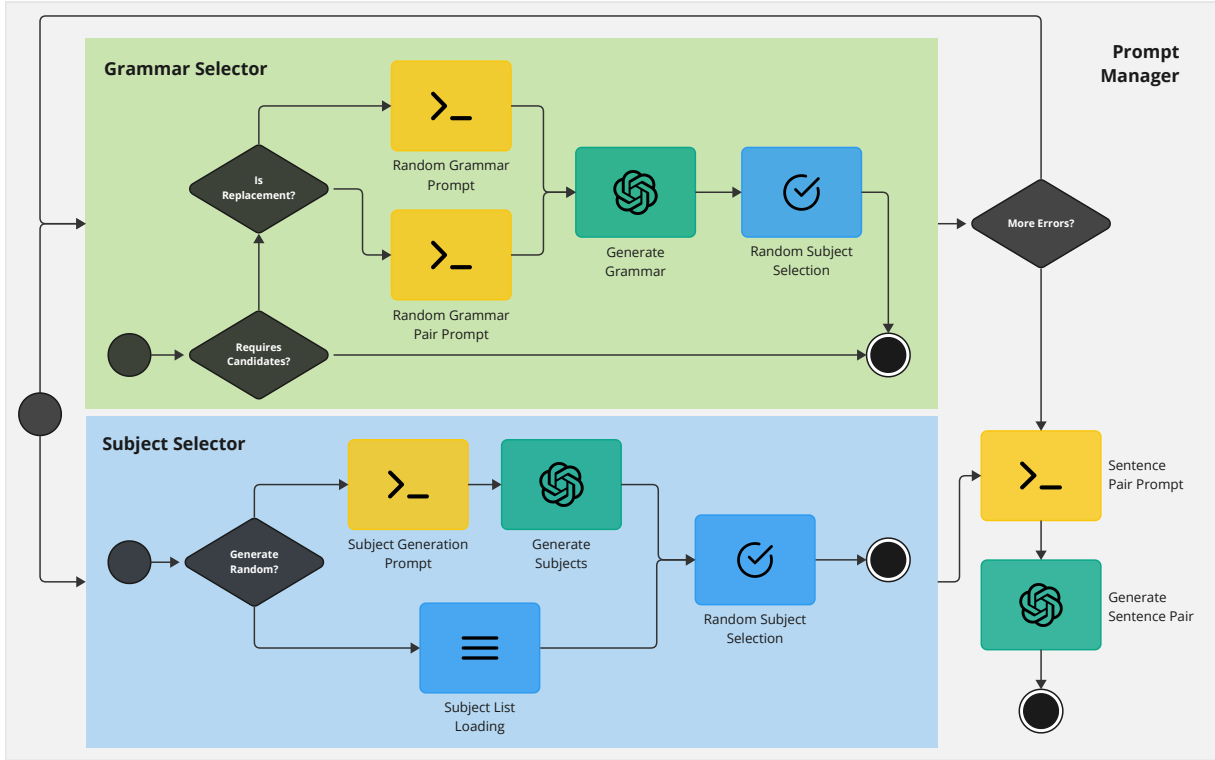 Prompt
Manager
Grammar Selector
Random Grammar
Prompt
Is
Replacement?
Random Grammar
Pair Prompt
Generate
Grammar
Random Subject
Selection
More Errors?
Requires
Candidates?
Subject Selector
Subject Generation
Prompt
Generate
Subjects
Generate
Random?
Random Subject
Selection
Subject List
Loading
Sentence
Pair Prompt
Generate
Sentence Pair